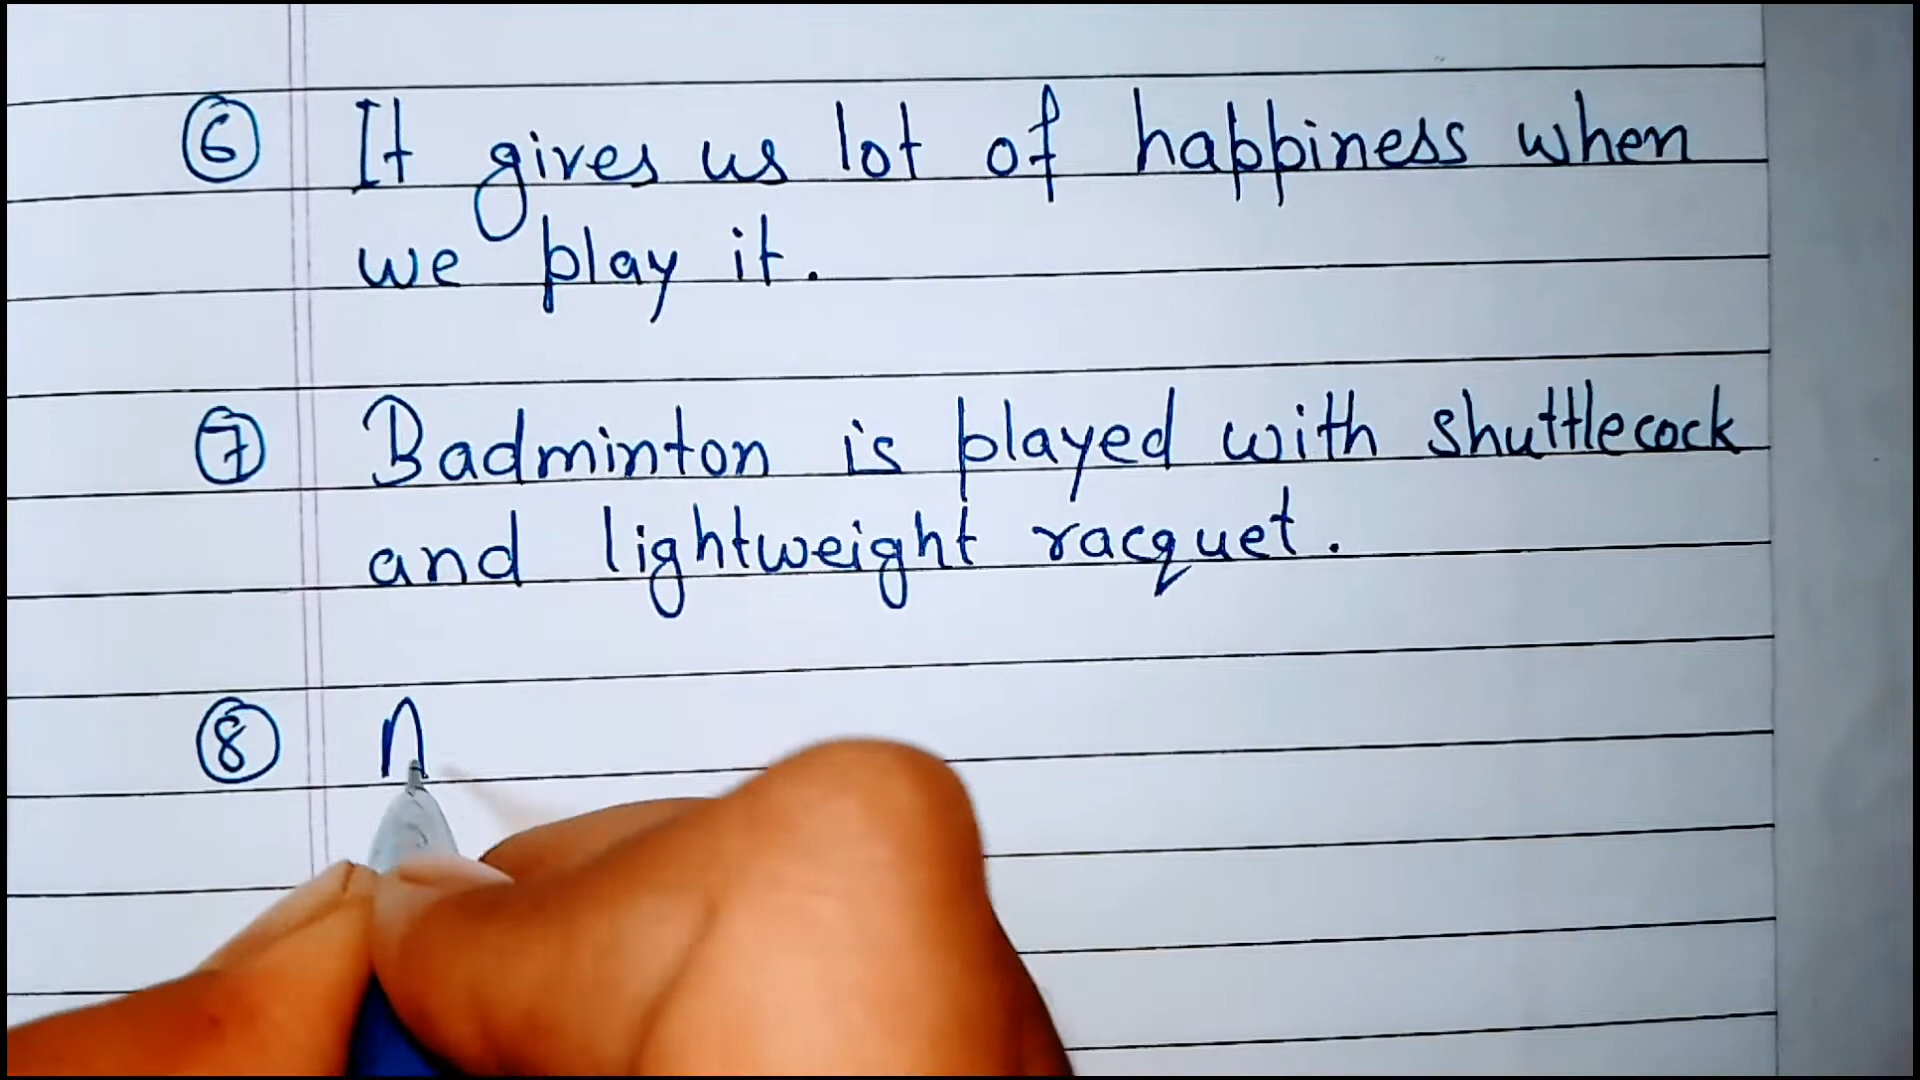 6 It gives us lot of happiness when
we play it.
7 Badminton is played with shuttlecock
and lightweight racquet.
8